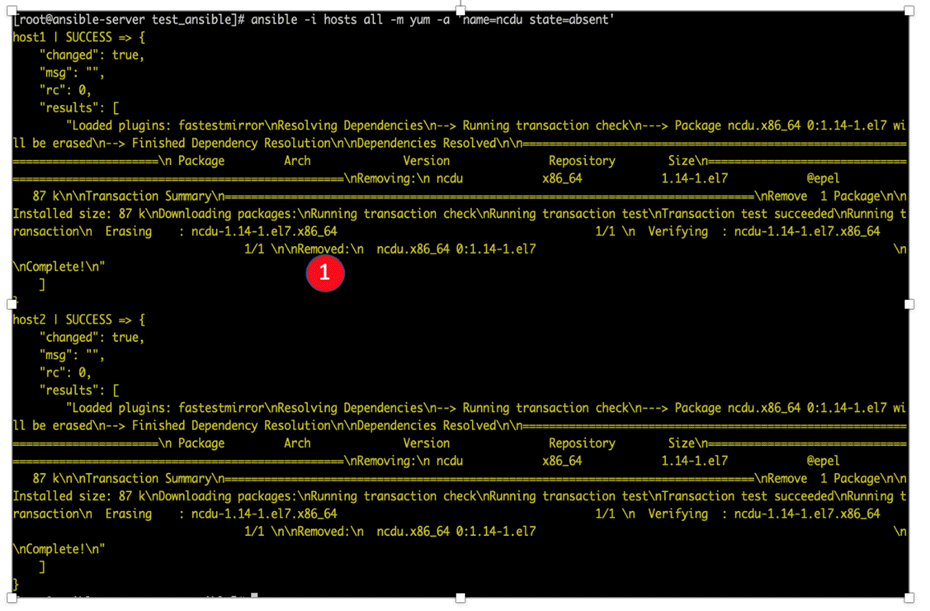 [root@ansible-server test_ansible]# ansible -i hosts all -m yum -a 'name=ncdu state=absent'
host1 | SUCCESS => {
"changed": true,
"msg": "",
"rc": 0,
"results": [
"Loaded plugins: fastestmirror\nResolving Dependencies\n--> Running transaction check\n---> Package ncdu.x86_64 0:1.14-1.el7 wi
ll be erased\n--> Finished Dependency Resolution\n\nDependencies Resolved\n\n==========================================================
======================\n Package Arch Version Repository Size\n==============================
==================================================\nRemoving:\n ncdu x86_64 1.14-1.el7 @epel
87 k\n\nTransaction Summary\n================================================================================\nRemove 1 Package\n\n
Installed size: 87 k\nDownloading packages:\nRunning transaction check\nRunning transaction test\nTransaction test succeeded\nRunning t
ransaction\n Erasing : ncdu-1.14-1.el7.x86_64 1/1 \n Verifying : ncdu-1.14-1.el7.x86_64
1/1 \n\nRemoved:\n ncdu.x86_64 0:1.14-1.el7 \n
\nComplete!\n"
1
]
}
host2 | SUCCESS => {
"changed": true,
"msg": "",
"rc": 0,
"results": [
"Loaded plugins: fastestmirror\nResolving Dependencies\n--> Running transaction check\n---> Package ncdu.x86_64 0:1.14-1.el7 wi
ll be erased\n--> Finished Dependency Resolution\n\nDependencies Resolved\n\n==========================================================
======================\n Package Arch Version Repository Size\n==============================
==================================================\nRemoving:\n ncdu x86_64 1.14-1.el7 @epel
87 k\n\nTransaction Summary\n================================================================================\nRemove 1 Package\n\n
Installed size: 87 k\nDownloading packages:\nRunning transaction check\nRunning transaction test\nTransaction test succeeded\nRunning t
ransaction\n Erasing : ncdu-1.14-1.el7.x86_64 1/1 \n Verifying : ncdu-1.14-1.el7.x86_64
1/1 \n\nRemoved:\n ncdu.x86_64 0:1.14-1.el7 \n
\nComplete!\n"
]
}